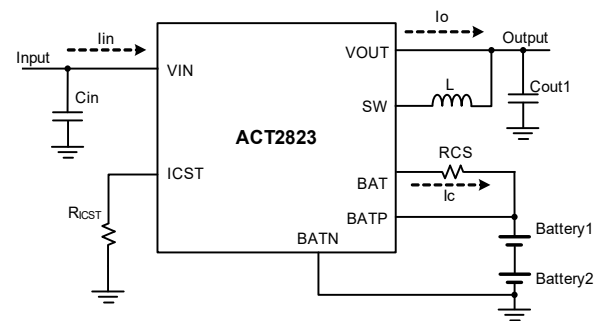 Iin
Io
Input
Output
VIN
VOUT
Cin
L
Cout1
SW
ACT2823
RCS
ICST
BAT
Ic
RICST
BATP
Battery1
BATN
Battery2